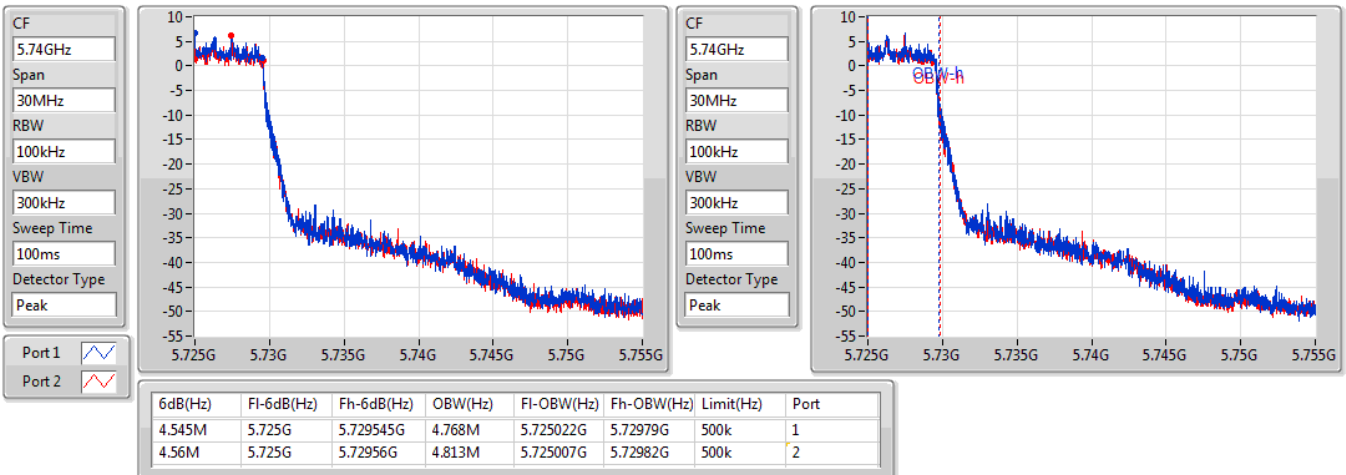 CF
5.74GHz
Span
30MHz
RBW
100kHz
VBW
300kHz
Sweep Time
100ms
Detector Type
Peak
Port 1
Port 2
10
5
0
-5
-10
-15
-20
-25
-30
-35
-40
-45
-50
-55
5.725G 5.73G 5.735G 5.74G 5.745G 5.75G 5.755G
CF
5.74GHz
Span
30MHz
RBW
100kHz
VBW
300kHz
Sweep Time
100ms
Detector Type
Peak
10
5
0
-5
-10
-15
-20
-25
-30
-35
-40
-45
-50
-55
OBW-h
OBW-h
5.725G 5.73G 5.735G 5.74G 5.745G 5.75G 5.755G
6dB(Hz) Fl-6dB(Hz) Fh-6dB(Hz) OBW(Hz) Fl-OBW(Hz) Fh-OBW(Hz) Limit(Hz) Port
4.545M 5.725G 5.729545G 4.768M 5.725022G 5.72979G 500k 1
4.56M 5.725G 5.72956G 4.813M 5.725007G 5.72982G 500k 2